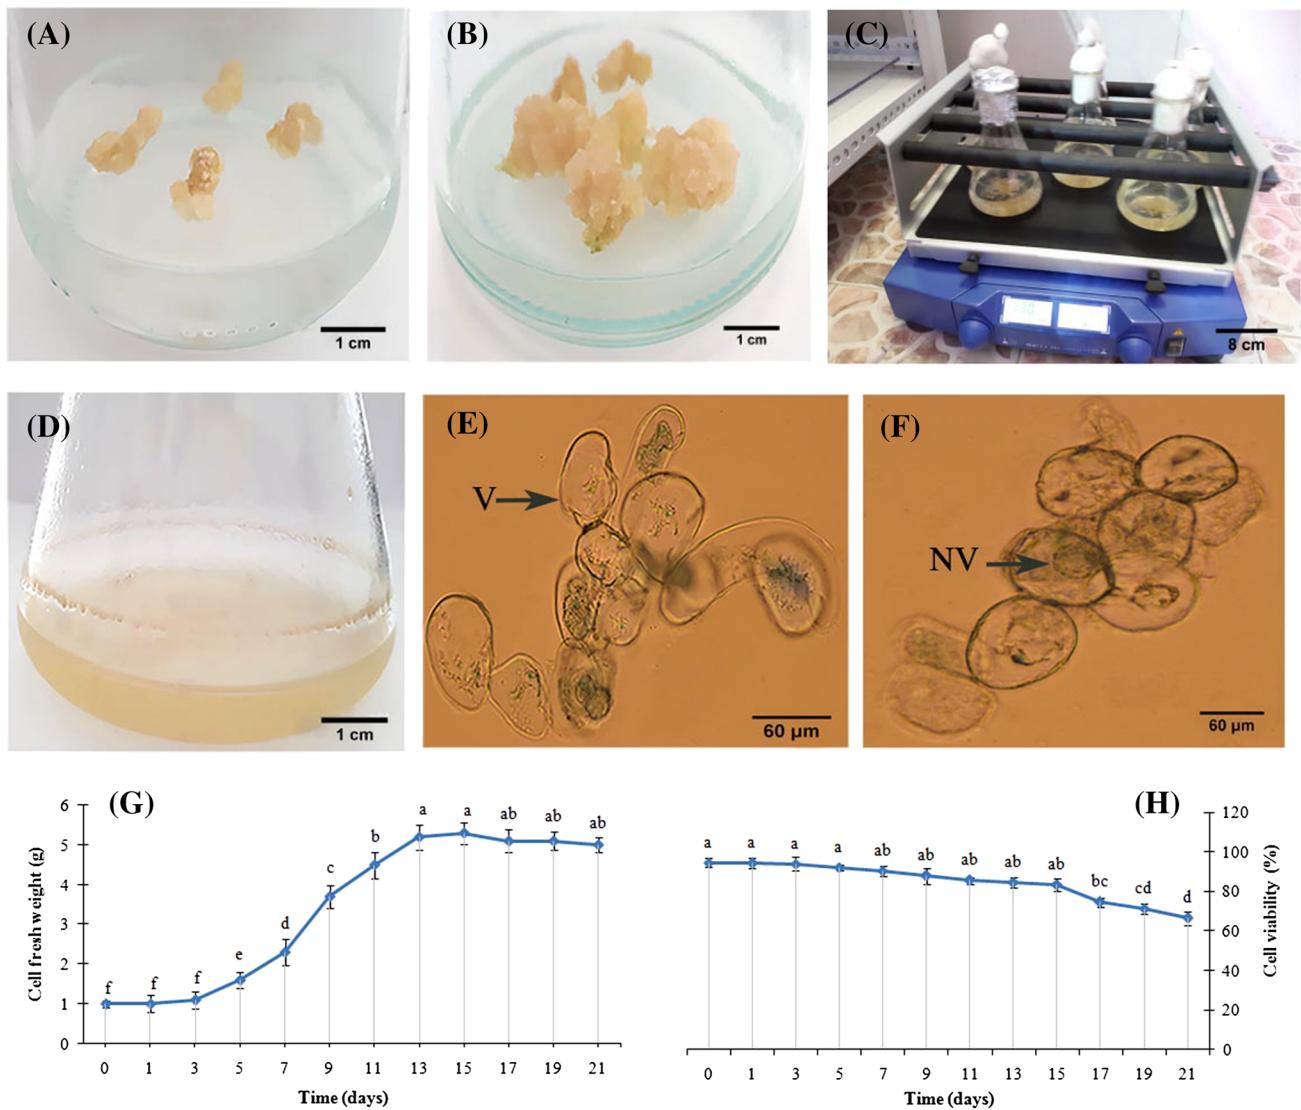 (A)
1 cm
(B)
1 cm
(C)
8 cm
(D)
1 cm
(E)
V
60 µm
(F)
NV
60 µm
(G)
Cell fresh weight (g)
6
5
4
3
2
1
0
f f f e d c b a a ab ab ab
0 1 3 5 7 9 11 13 15 17 19 21
Time (days)
(H)
Cell viability (%)
120
100
80
60
40
20
0
a a a a ab ab ab ab ab bc cd d
0 1 3 5 7 9 11 13 15 17 19 21
Time (days)